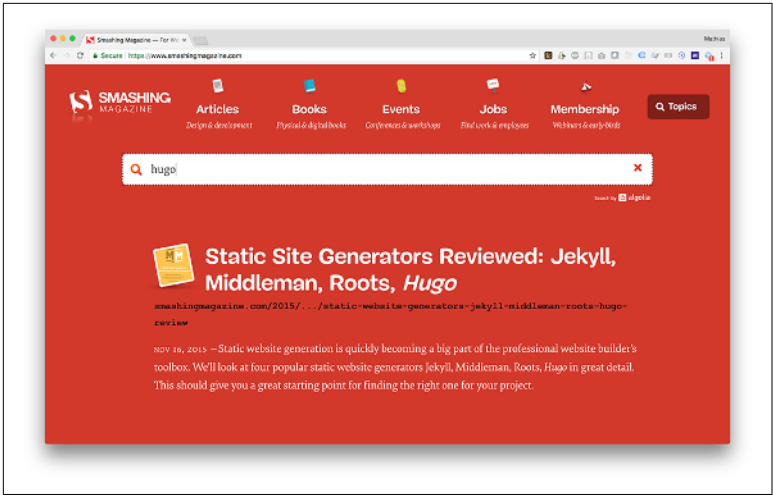 Smashing Magazine — For We
Mathias
Secure https://www.smashingmagazine.com
SMASHING
MAGAZINE
Articles Books Events Jobs Membership Topics
Design & development Physical & digital books Conferences & workshops Find work & employees Webinars & early-birds
hugo
Search by algolia
Static Site Generators Reviewed: Jekyll,
Middleman, Roots, Hugo
smashingmagazine.com/2015/.../static-website-generators-jekyll-middleman-roots-hugo-
review
NOV 16, 2015 — Static website generation is quickly becoming a big part of the professional website builder's
toolbox. We'll look at four popular static website generators Jekyll, Middleman, Roots, Hugo in great detail.
This should give you a great starting point for finding the right one for your project.